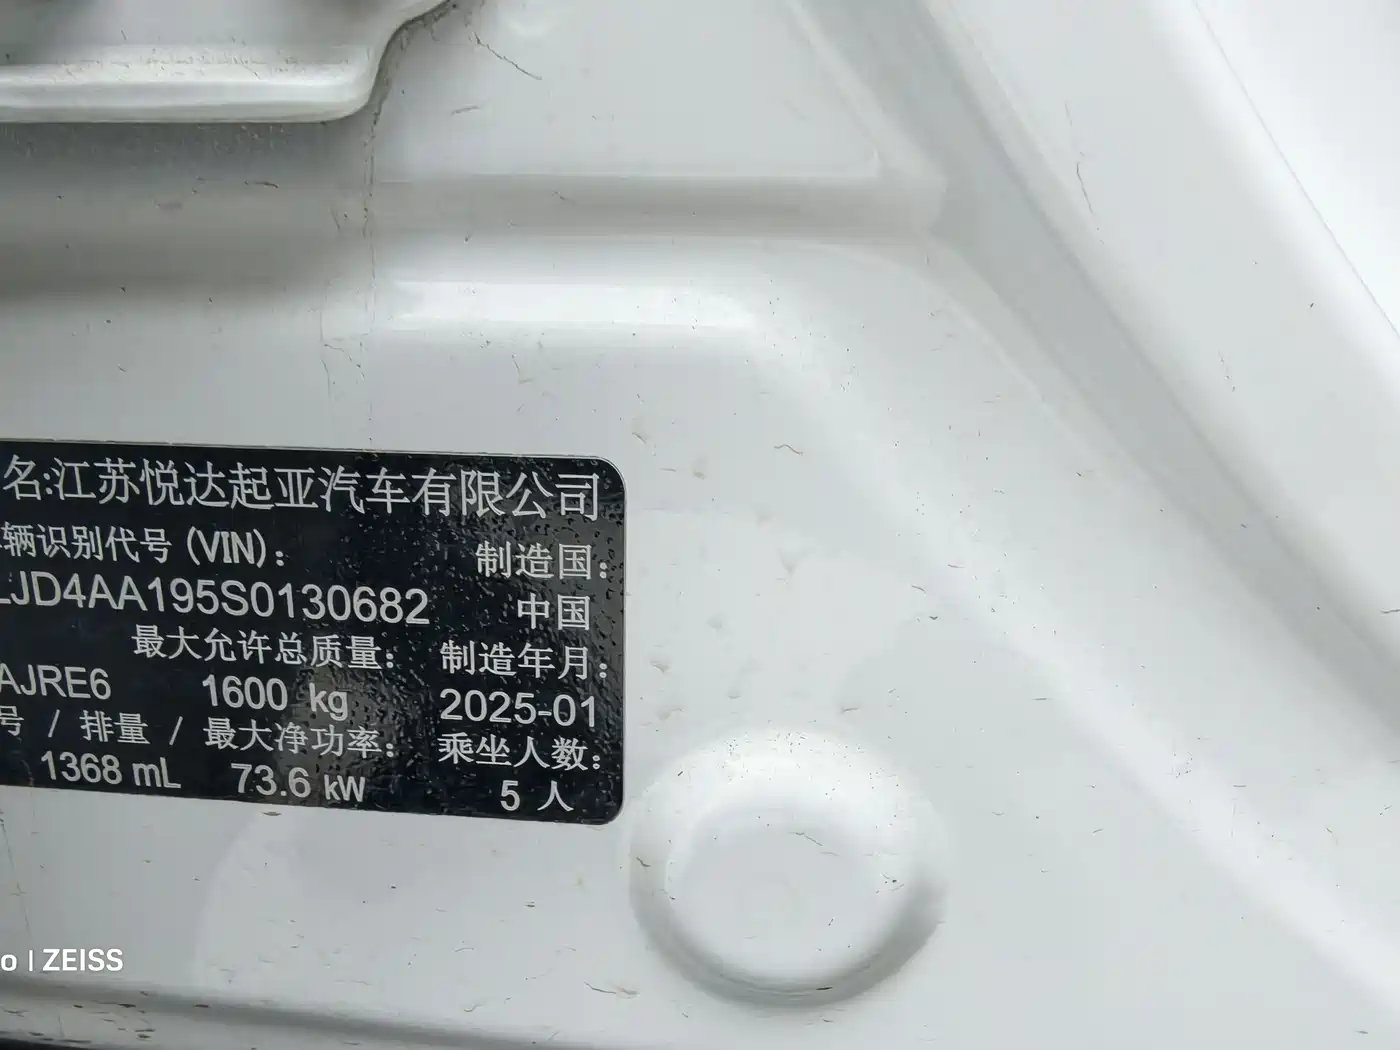 名:江苏悦达起亚汽车有限公司
辆识别代号 (VIN): 制造国:
LJD4AA195S0130682 中国
最大允许总质量: 制造年月:
AJRE6 1600 kg 2025-01
号 / 排量 / 最大净功率: 乘坐人数:
1368 mL 73.6 kW 5 人
o | ZEISS